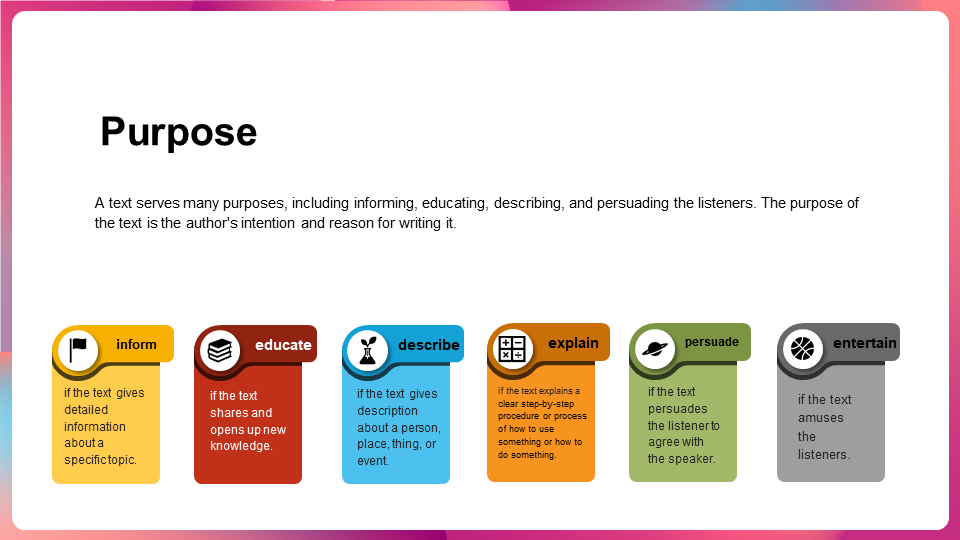 Purpose
A text serves many purposes, including informing, educating, describing, and persuading the listeners. The purpose of
the text is the author's intention and reason for writing it.
inform
if the text gives
detailed
information
about a
specific topic.
educate
if the text
shares and
opens up new
knowledge.
describe
if the text gives
description
about a person,
place, thing, or
event.
explain
if the text explains a
clear step-by-step
procedure or process
of how to use
something or how to
do something.
persuade
if the text
persuades
the listener to
agree with
the speaker.
entertain
if the text
amuses
the
listeners.